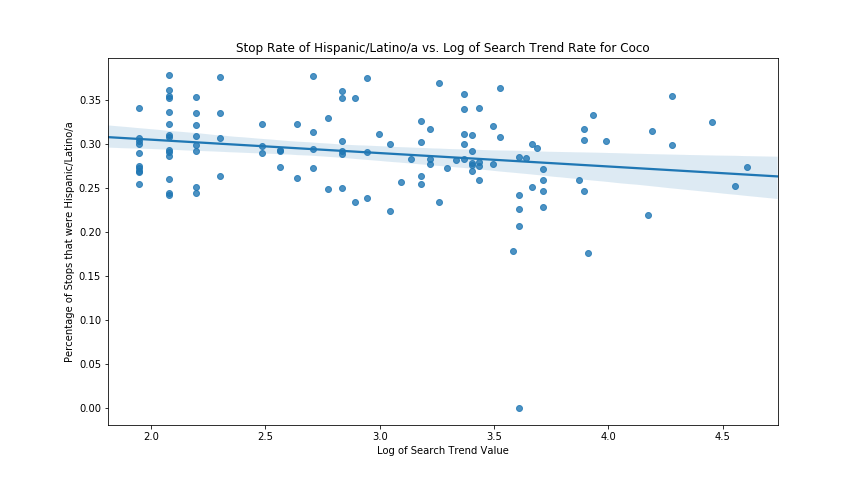 Stop Rate of Hispanic/Latino/a vs. Log of Search Trend Rate for Coco
Percentage of Stops that were Hispanic/Latino/a
0.35
0.30
0.25
0.20
0.15
0.10
0.05
0.00
2.0 2.5 3.0 3.5 4.0 4.5
Log of Search Trend Value